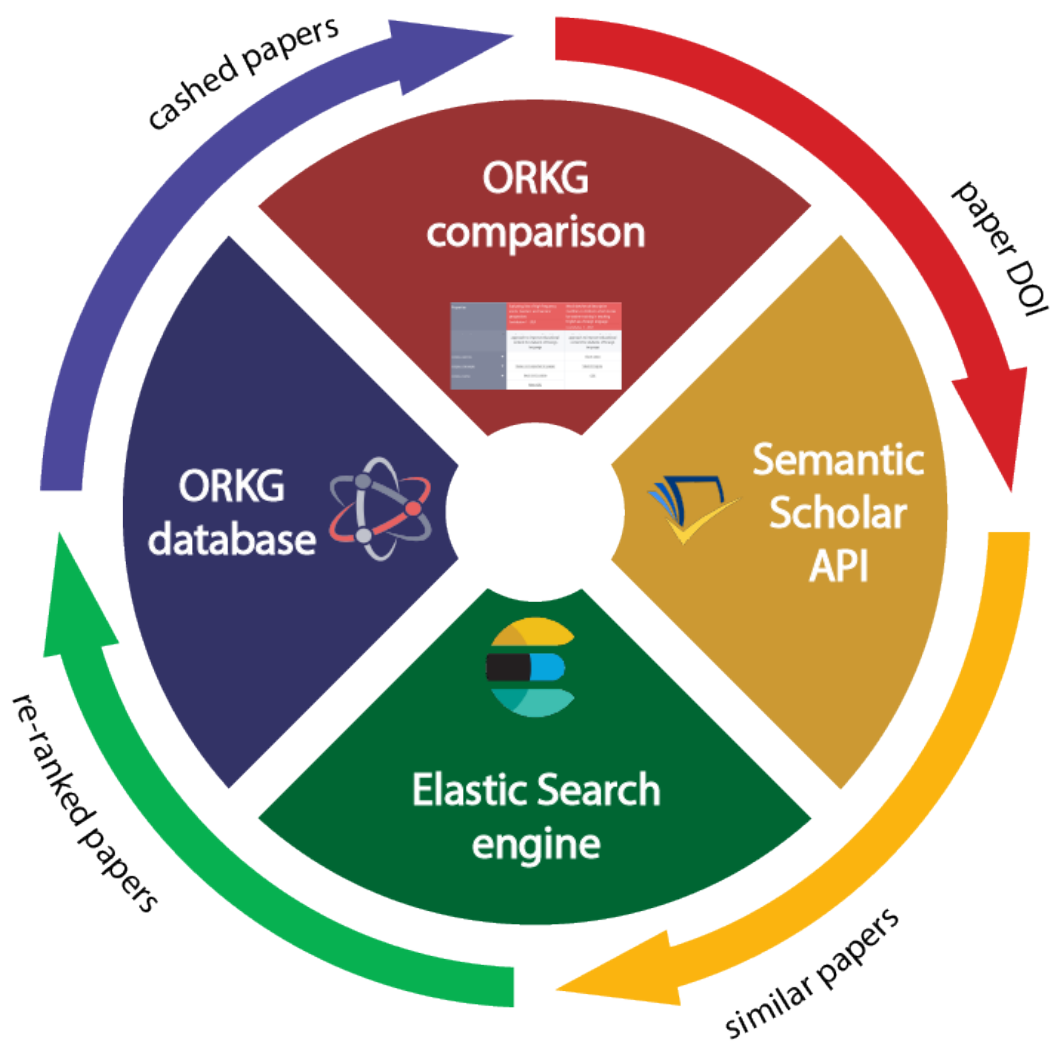 cashed papers
paper DOI
ORKG
comparison
ORKG
database
Semantic
Scholar
API
Elastic Search
engine
re-ranked papers
similar papers